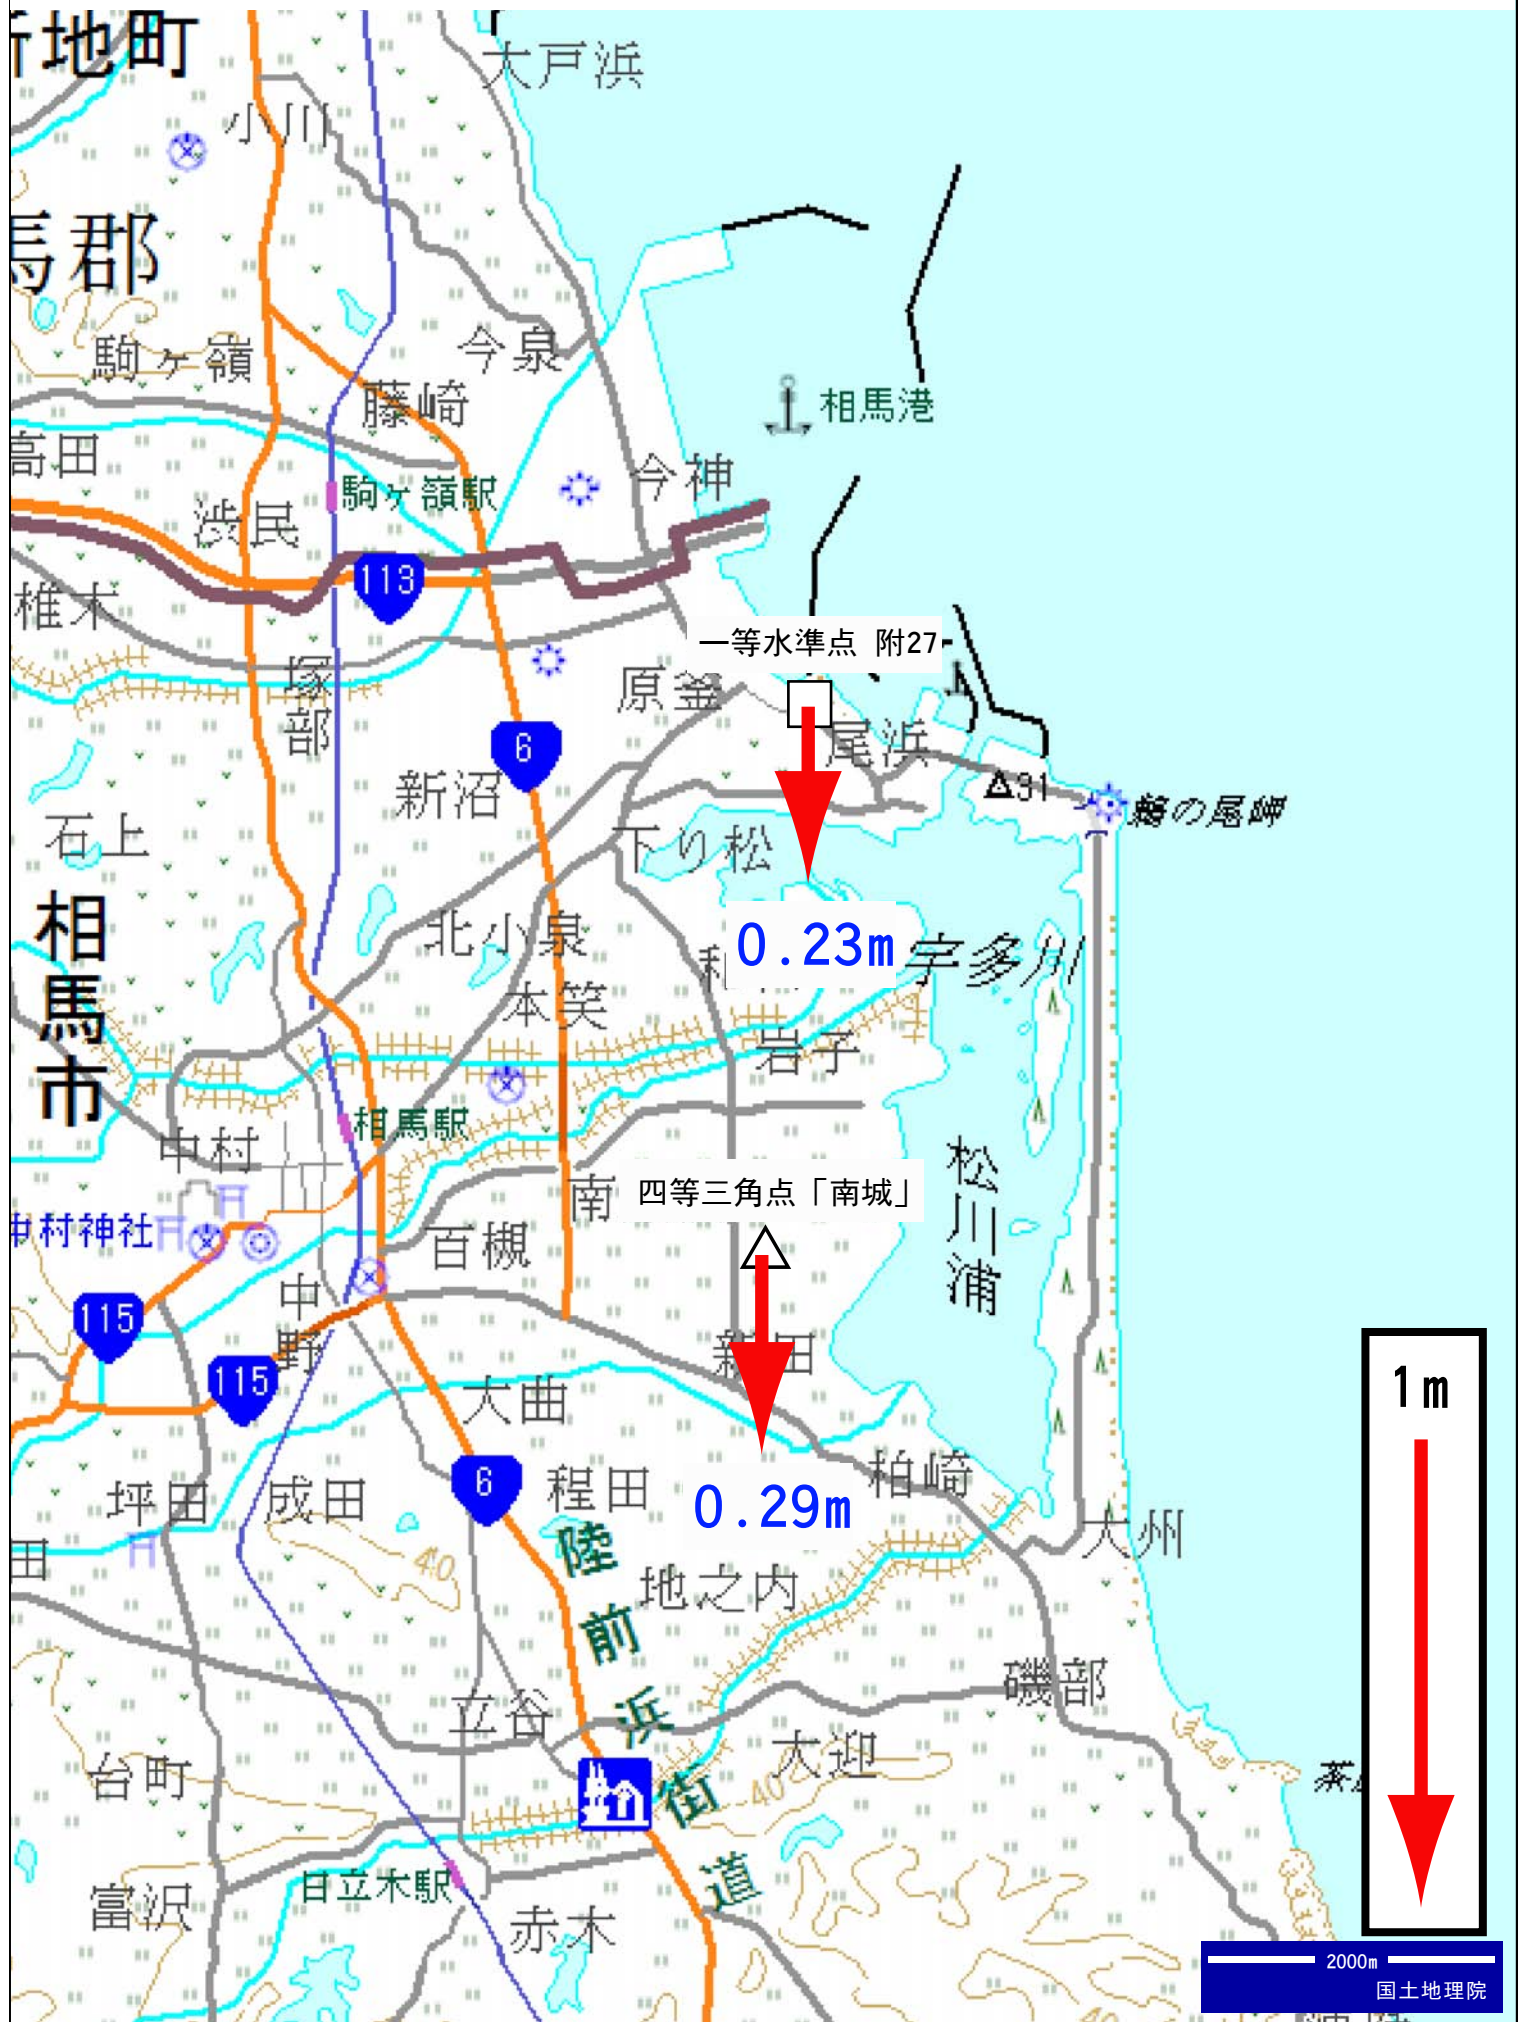 地町
大戸浜
小川
馬郡
駒ヶ嶺
今泉
藤崎
相馬港
高田
今神
駒ヶ嶺駅
渋民
113
椎木
一等水準点 附27
塚部
原釜
6
尾浜
新沼
31
鵜の尾岬
石上
下り松
相馬市
北小泉
0.23m
宇多川
本笑
岩子
相馬駅
中村
松川浦
南
四等三角点「南城」
中村神社
百槻
中野
115
新田
115
1m
大曲
柏崎
6
程田
坪田
成田
0.29m
大州
田
40
陸前浜街道
地之内
磯部
立谷
大迎
台町
40
日立木駅
富沢
赤木
2000m
国土地理院
40